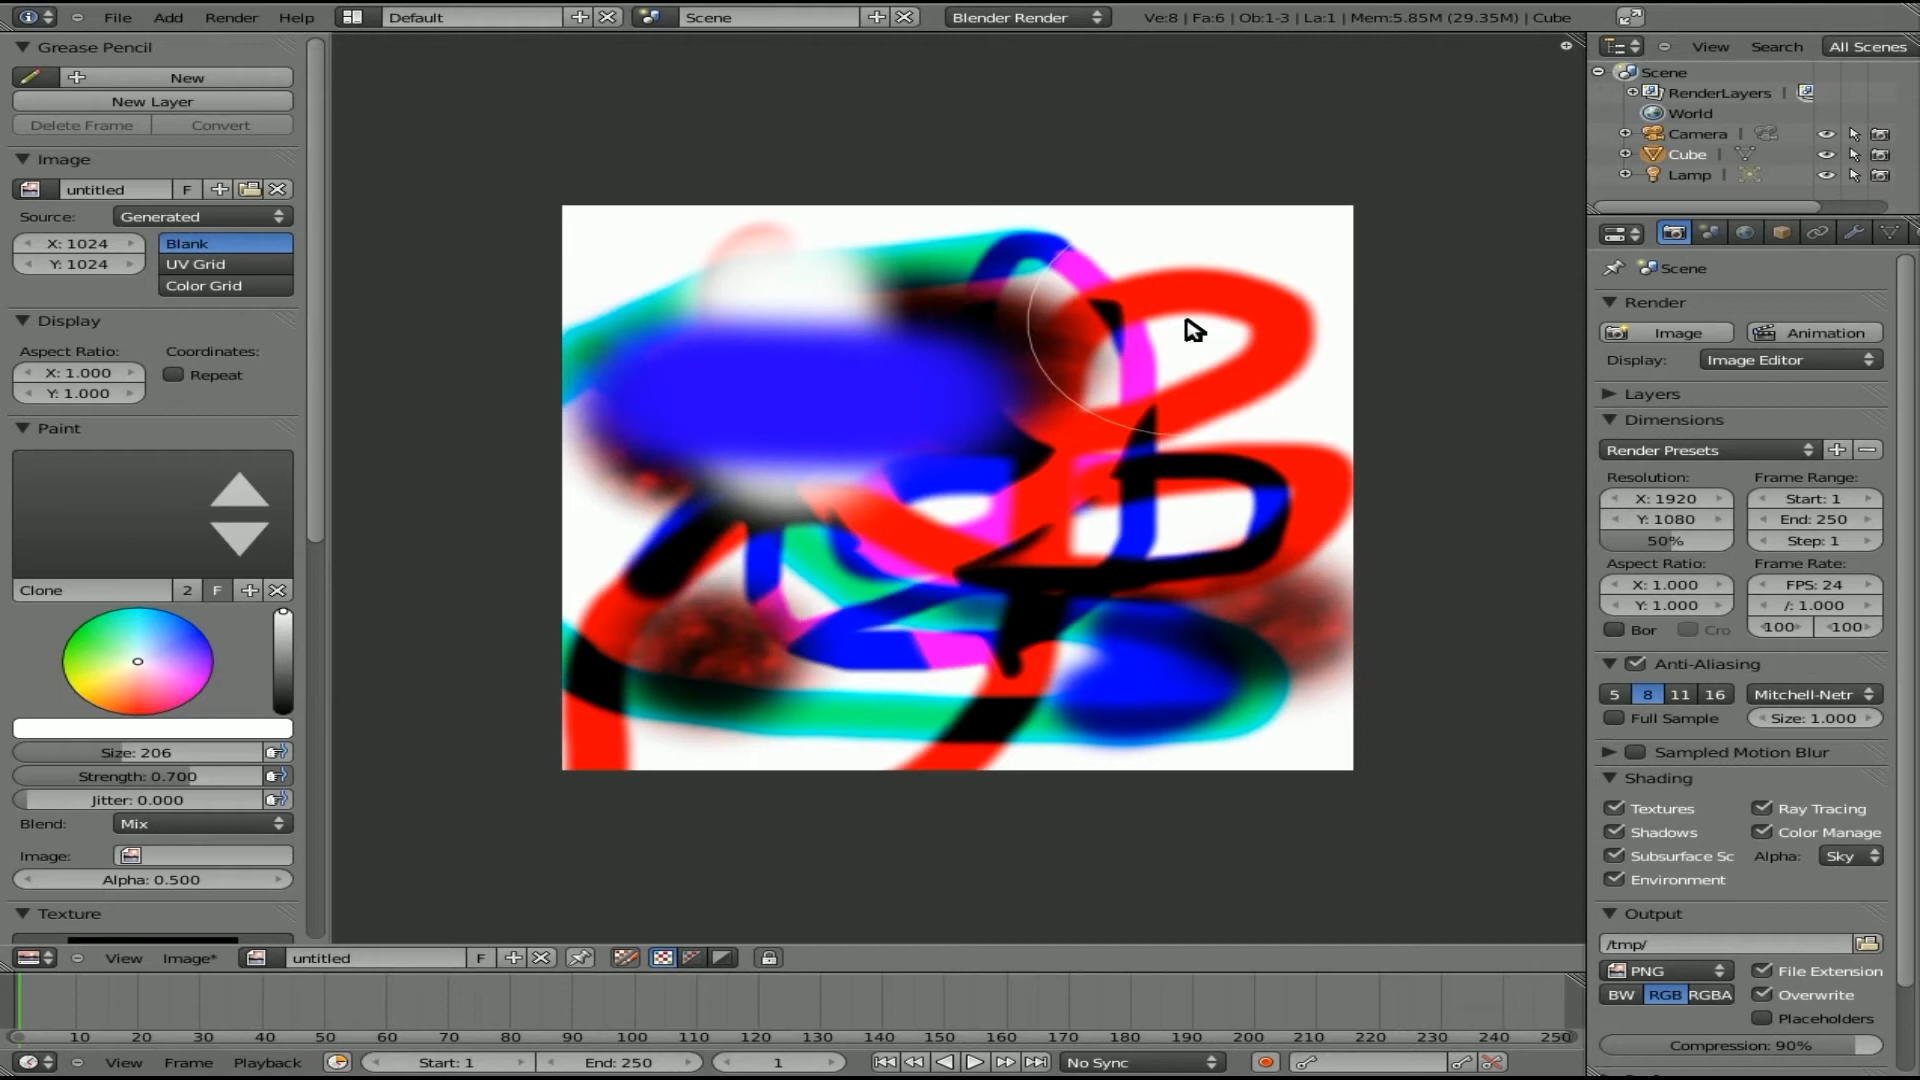 File Add Render Help Default Scene Blender Render Ve:8 | Fa:6 | Ob:1-3 | La:1 | Mem:5.85M (29.35M) | Cube
Grease Pencil
New
New Layer
Delete Frame Convert
Image
untitled F
Source: Generated
X: 1024 Blank
Y: 1024 UV Grid
Color Grid
Display
Aspect Ratio: Coordinates:
X: 1.000 Repeat
Y: 1.000
Paint
Clone 2 F
Size: 206
Strength: 0.700
Jitter: 0.000
Blend: Mix
Image:
Alpha: 0.500
Texture
View Image* untitled F
10 20 30 40 50 60 70 80 90 100 110 120 130 140 150 160 170 180 190 200 210 220 230 240 250
View Frame Playback Start: 1 End: 250 1 No Sync
View Search All Scenes
Scene
RenderLayers |
World
Camera |
Cube |
Lamp |
Scene
Render
Image Animation
Display: Image Editor
Layers
Dimensions
Render Presets
Resolution: Frame Range:
X: 1920 Start: 1
Y: 1080 End: 250
50% Step: 1
Aspect Ratio: Frame Rate:
X: 1.000 FPS: 24
Y: 1.000 /: 1.000
Bor Cro 100 100
Anti-Aliasing
5 8 11 16 Mitchell-Netr
Full Sample Size: 1.000
Sampled Motion Blur
Shading
Textures Ray Tracing
Shadows Color Manage
Subsurface Sc Alpha: Sky
Environment
Output
/tmp/
PNG File Extension
BW RGB RGBA Overwrite
Placeholders
Compression: 90%